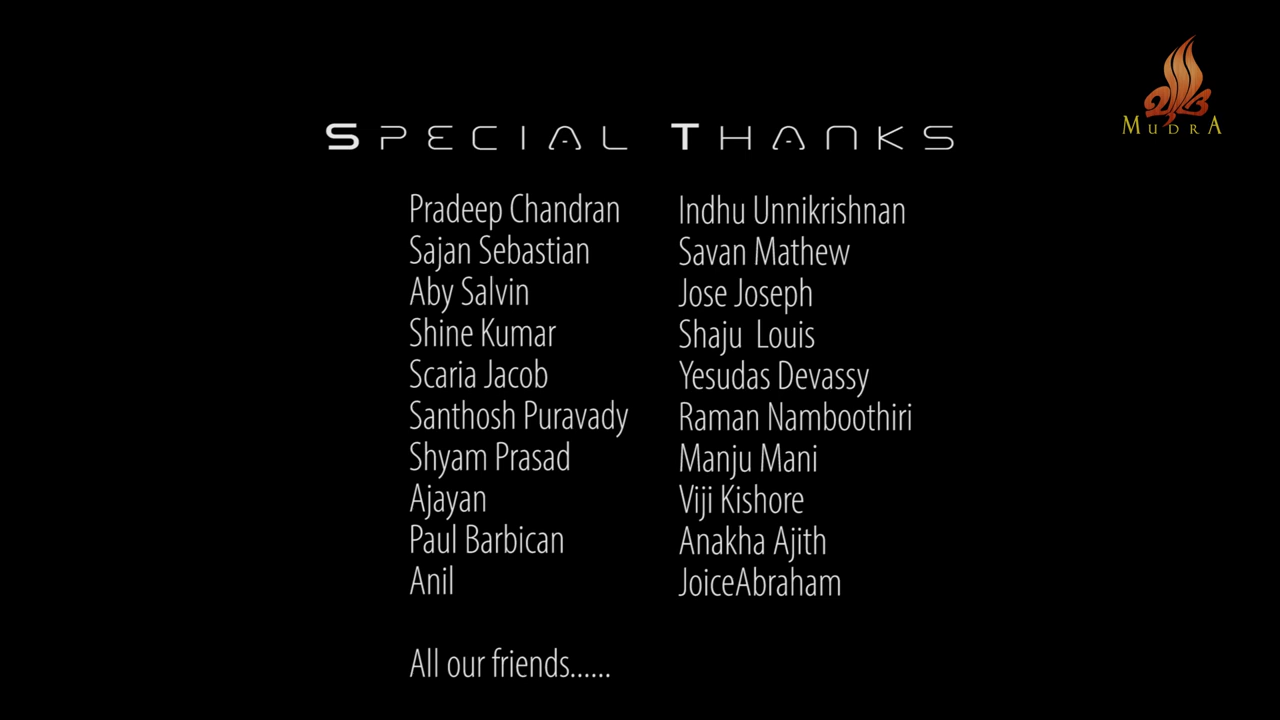 SPECIAL THANKS
മുദ്ര
MUDRA
Pradeep Chandran
Sajan Sebastian
Aby Salvin
Shine Kumar
Scaria Jacob
Santhosh Puravady
Shyam Prasad
Ajayan
Paul Barbican
Anil
Indhu Unnikrishnan
Savan Mathew
Jose Joseph
Shaju  Louis
Yesudas Devassy
Raman Namboothiri
Manju Mani
Viji Kishore
Anakha Ajith
JoiceAbraham
All our friends......